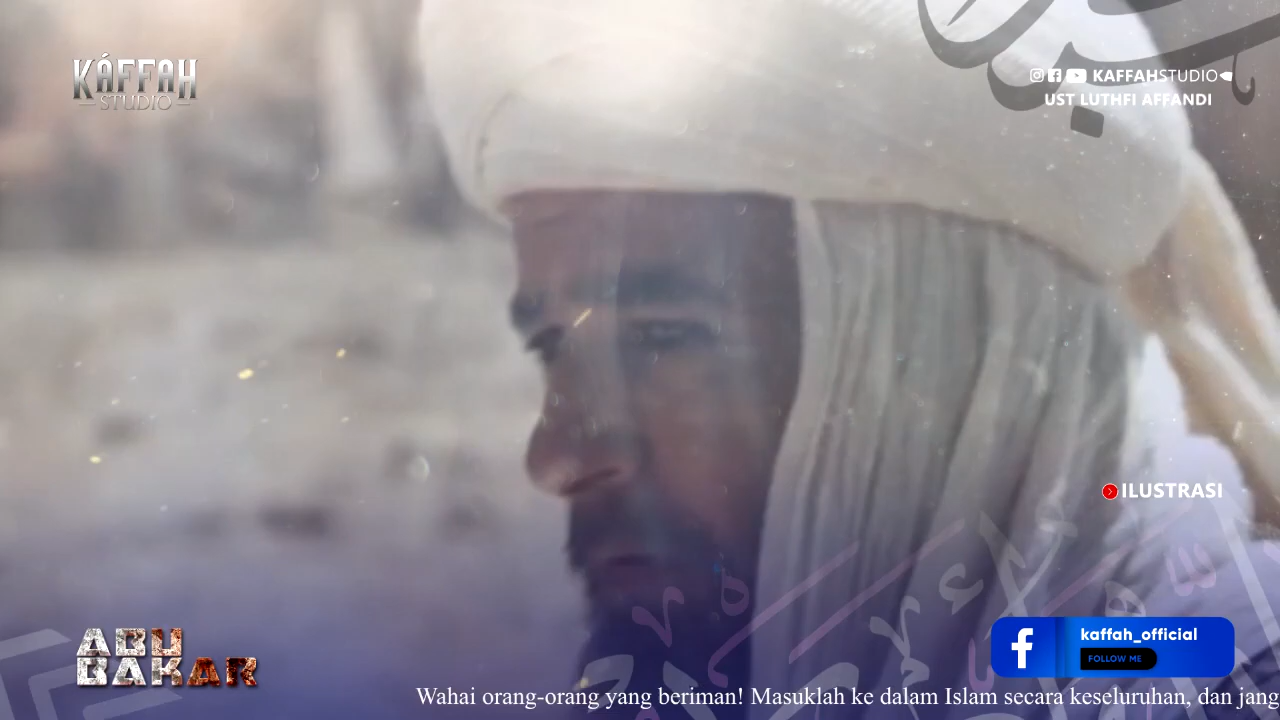 KÁFFAH
STUDIO
KAFFAHSTUDIO
UST LUTHFI AFFANDI
ILUSTRASI
ABU
BAKAR
kaffah_official
FOLLOW ME
Wahai orang-orang yang beriman! Masuklah ke dalam Islam secara keseluruhan, dan jang